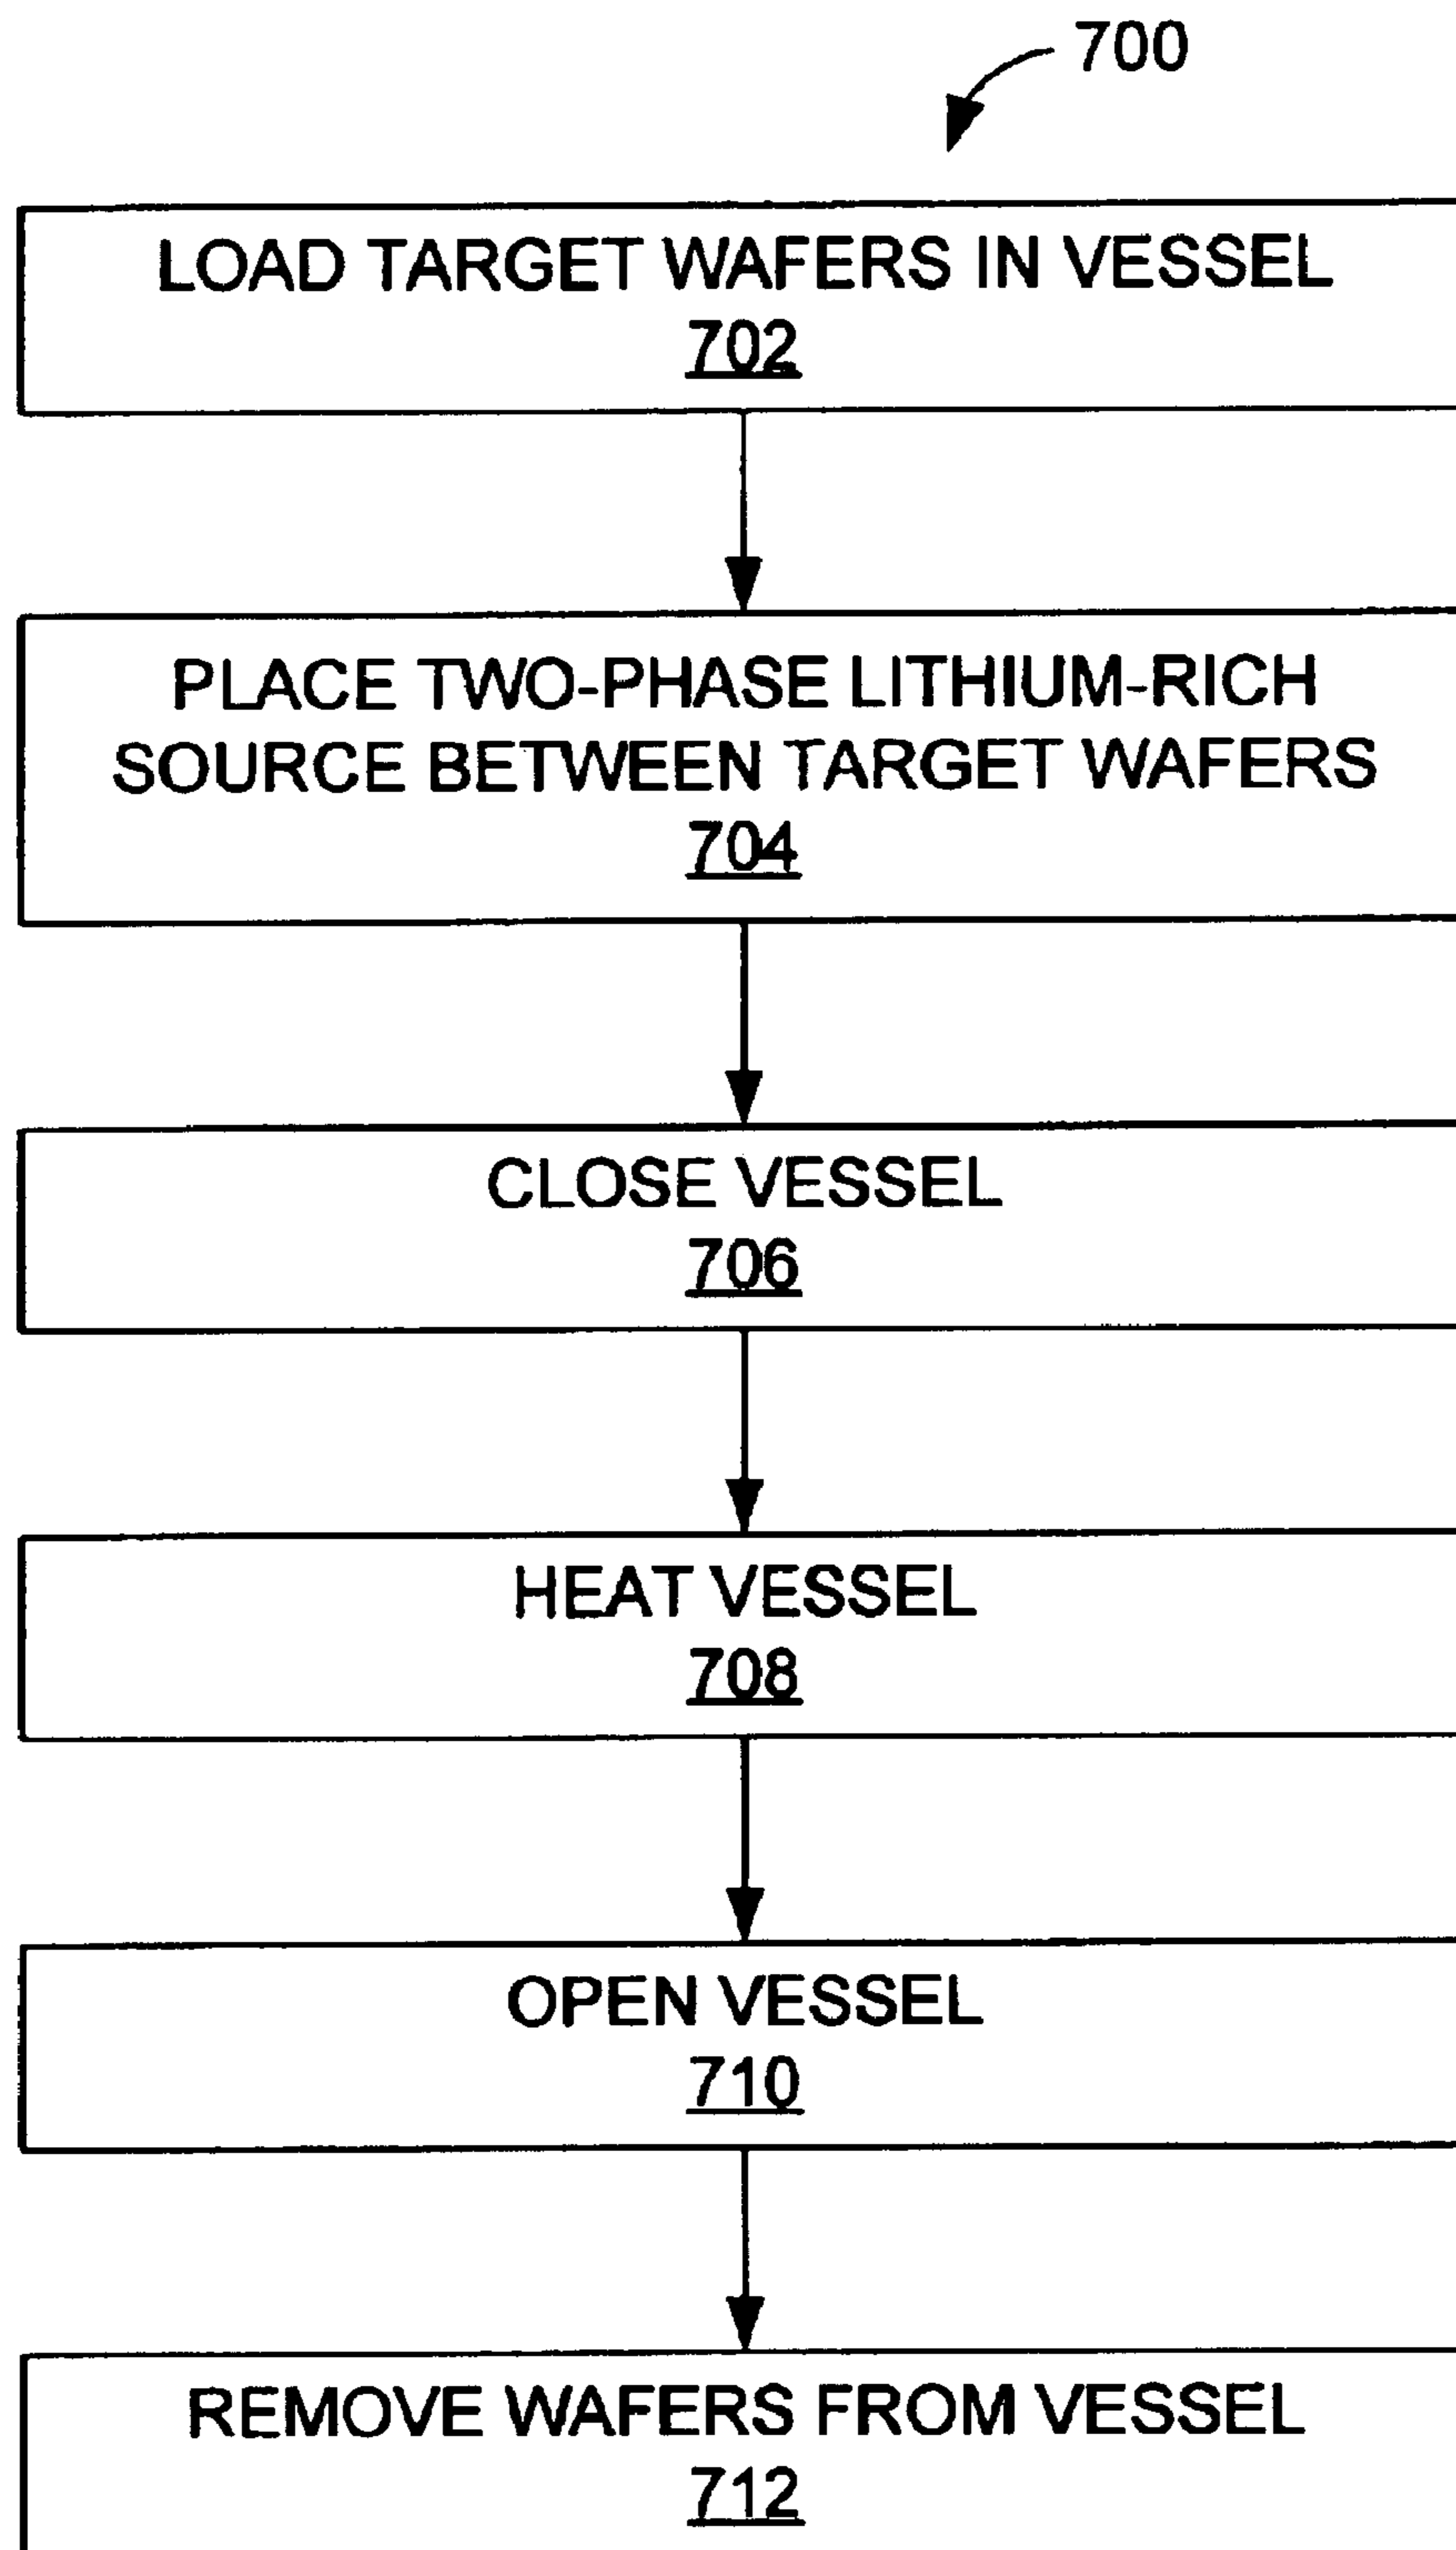 700
LOAD TARGET WAFERS IN VESSEL
702
PLACE TWO-PHASE LITHIUM-RICH
SOURCE BETWEEN TARGET WAFERS
704
CLOSE VESSEL
706
HEAT VESSEL
708
OPEN VESSEL
710
REMOVE WAFERS FROM VESSEL
712